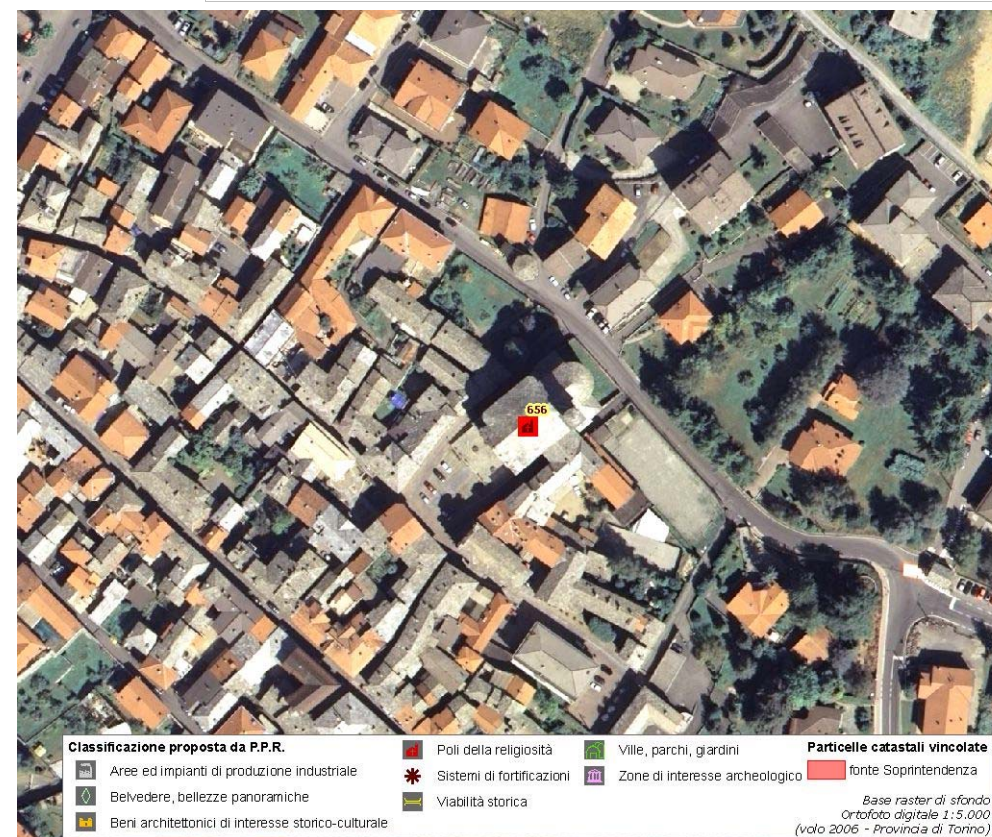 656
Classificazione proposta da P.P.R.
Aree ed impianti di produzione industriale
Belvedere, bellezze panoramiche
Beni architettonici di interesse storico-culturale
Poli della religiosità
Sistemi di fortificazioni
Viabilità storica
Ville, parchi, giardini
Zone di interesse archeologico
Particelle catastali vincolate
fonte Soprintendenza
Base raster di sfondo
Ortofoto digitale 1:5.000
(volo 2006 - Provincia di Torino)